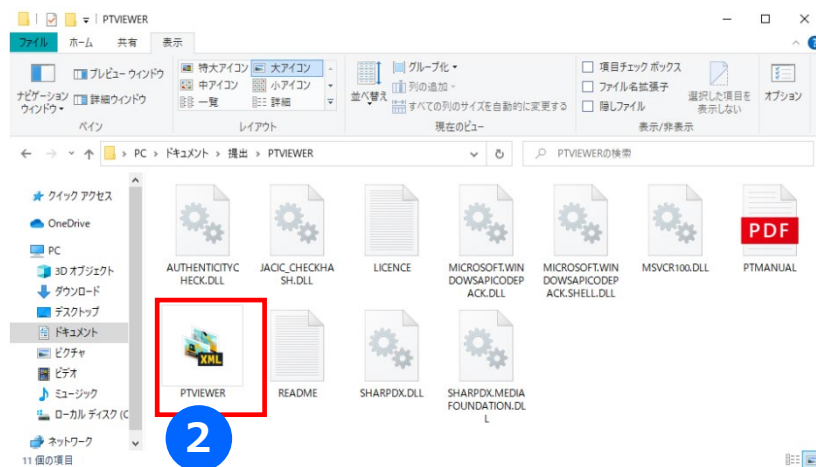 PTVIEWER
ファイル ホーム 共有 表示
ナビゲーション ウィンドウ
プレビュー ウィンドウ
詳細ウィンドウ
ペイン
特大アイコン 大アイコン
中アイコン 小アイコン
一覧 詳細
レイアウト
並べ替え
グループ化
列の追加
すべての列のサイズを自動的に変更する
現在のビュー
項目チェック ボックス
ファイル名拡張子
隠しファイル
選択した項目を
表示しない
表示/非表示
オプション
PC > ドキュメント > 提出 > PTVIEWER
PTVIEWERの検索
クイック アクセス
OneDrive
PC
3D オブジェクト
ダウンロード
デスクトップ
ドキュメント
ピクチャ
ビデオ
ミュージック
ローカル ディスク (C
ネットワーク
AUTHENTICITYC
HECK.DLL
JACIC_CHECKHA
SH.DLL
LICENCE
MICROSOFT.WIN
DOWSAPICODEP
ACK.DLL
MICROSOFT.WIN
DOWSAPICODEP
ACK.SHELL.DLL
MSVCR100.DLL
PDF
PTMANUAL
XML
PTVIEWER
README
SHARPDX.DLL
SHARPDX.MEDIA
FOUNDATION.DL
L
2
11 個の項目